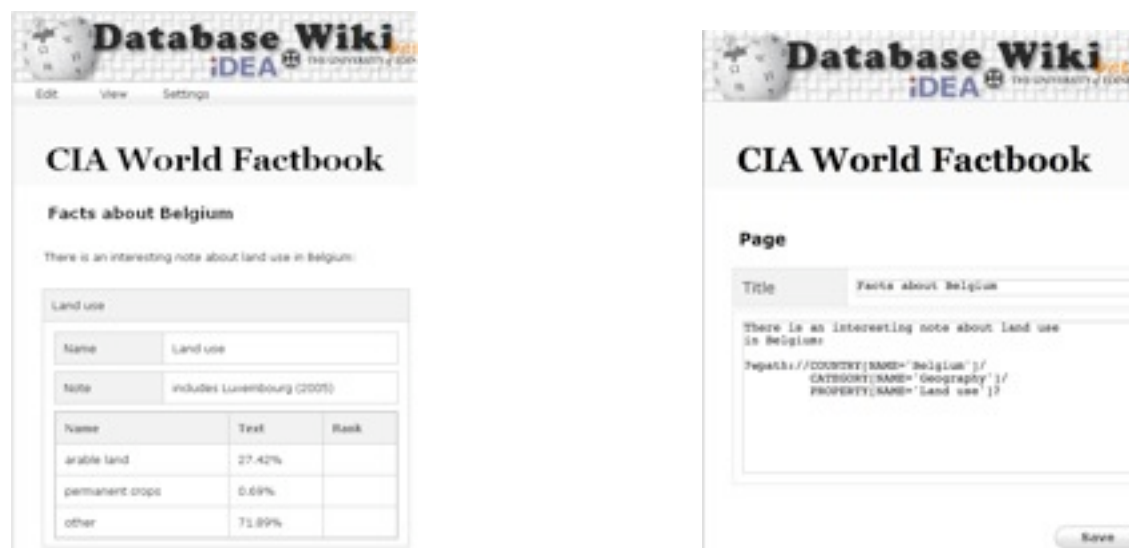 Database Wiki
iDEA
Edit View Settings
CIA World Factbook
Facts about Belgium
There is an interesting note about land use in Belgium:
Land use
Name Land use
Note includes Luxembourg (2005)
Name Text Rank
arable land 27.42%
permanent crops 0.69%
other 71.89%
Database Wiki
iDEA
CIA World Factbook
Page
Title Facts about Belgium
There is an interesting note about land use
in Belgium:
?wpath://COUNTRY[NAME='Belgium']/
CATEGORY[NAME='Geography']/
PROPERTY[NAME='Land use']?
Save